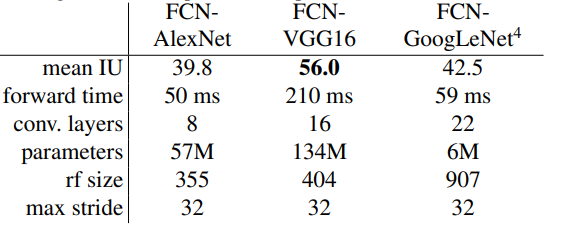 FCN- FCN- FCN-
AlexNet VGG16 GoogLeNet4
mean IU 39.8 56.0 42.5
forward time 50 ms 210 ms 59 ms
conv. layers 8 16 22
parameters 57M 134M 6M
rf size 355 404 907
max stride 32 32 32